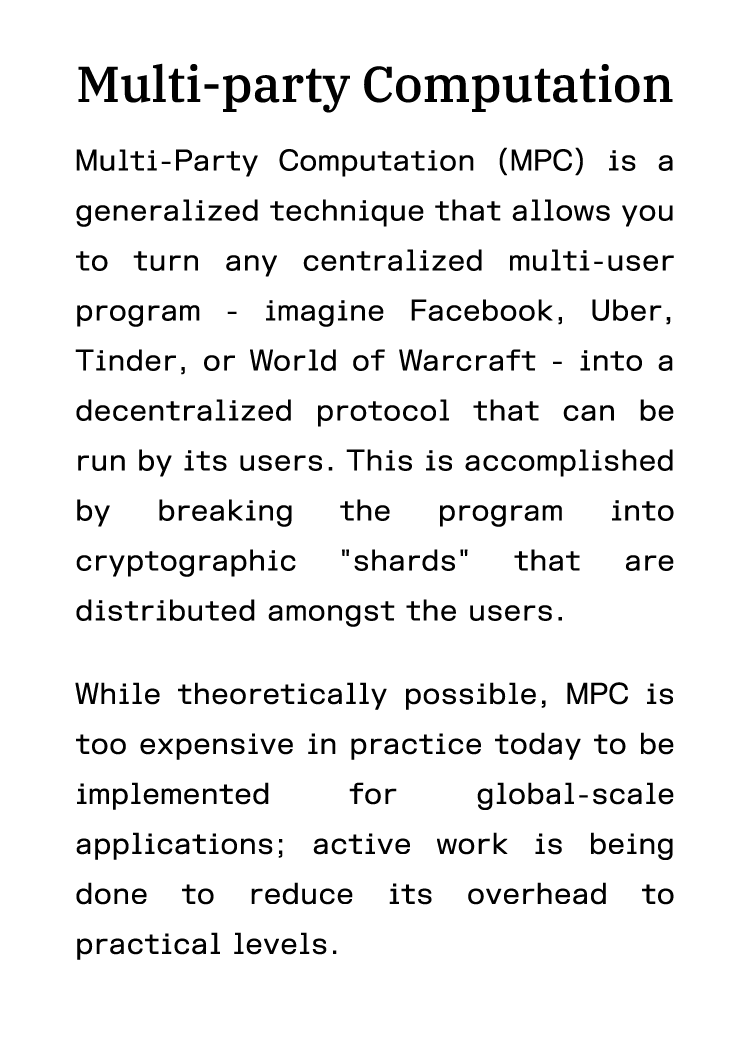 Multi-party Computation
Multi-Party Computation (MPC) is a
generalized technique that allows you
to turn any centralized multi-user
program - imagine Facebook, Uber,
Tinder, or World of Warcraft - into a
decentralized protocol that can be
run by its users. This is accomplished
by breaking the program into
cryptographic "shards" that are
distributed amongst the users.
While theoretically possible, MPC is
too expensive in practice today to be
implemented for global-scale
applications; active work is being
done to reduce its overhead to
practical levels.